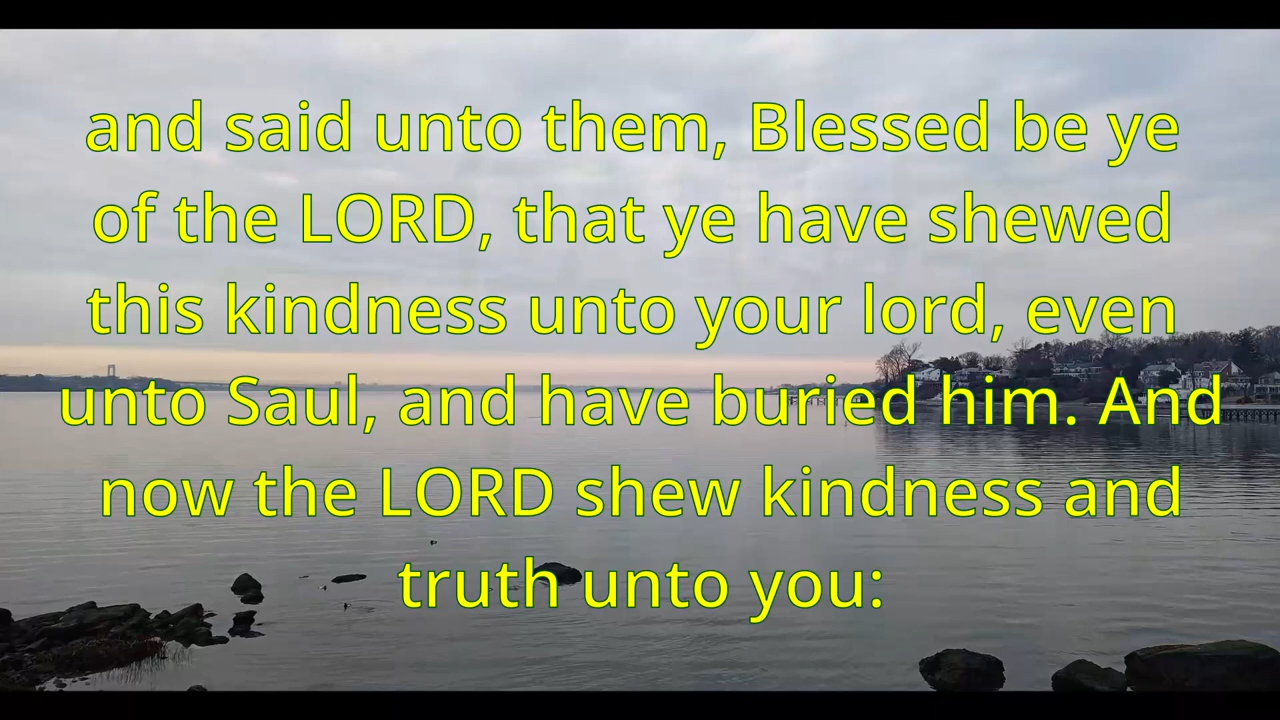 and said unto them, Blessed be ye
of the LORD, that ye have shewed
this kindness unto your lord, even
unto Saul, and have buried him. And
now the LORD shew kindness and
truth unto you: